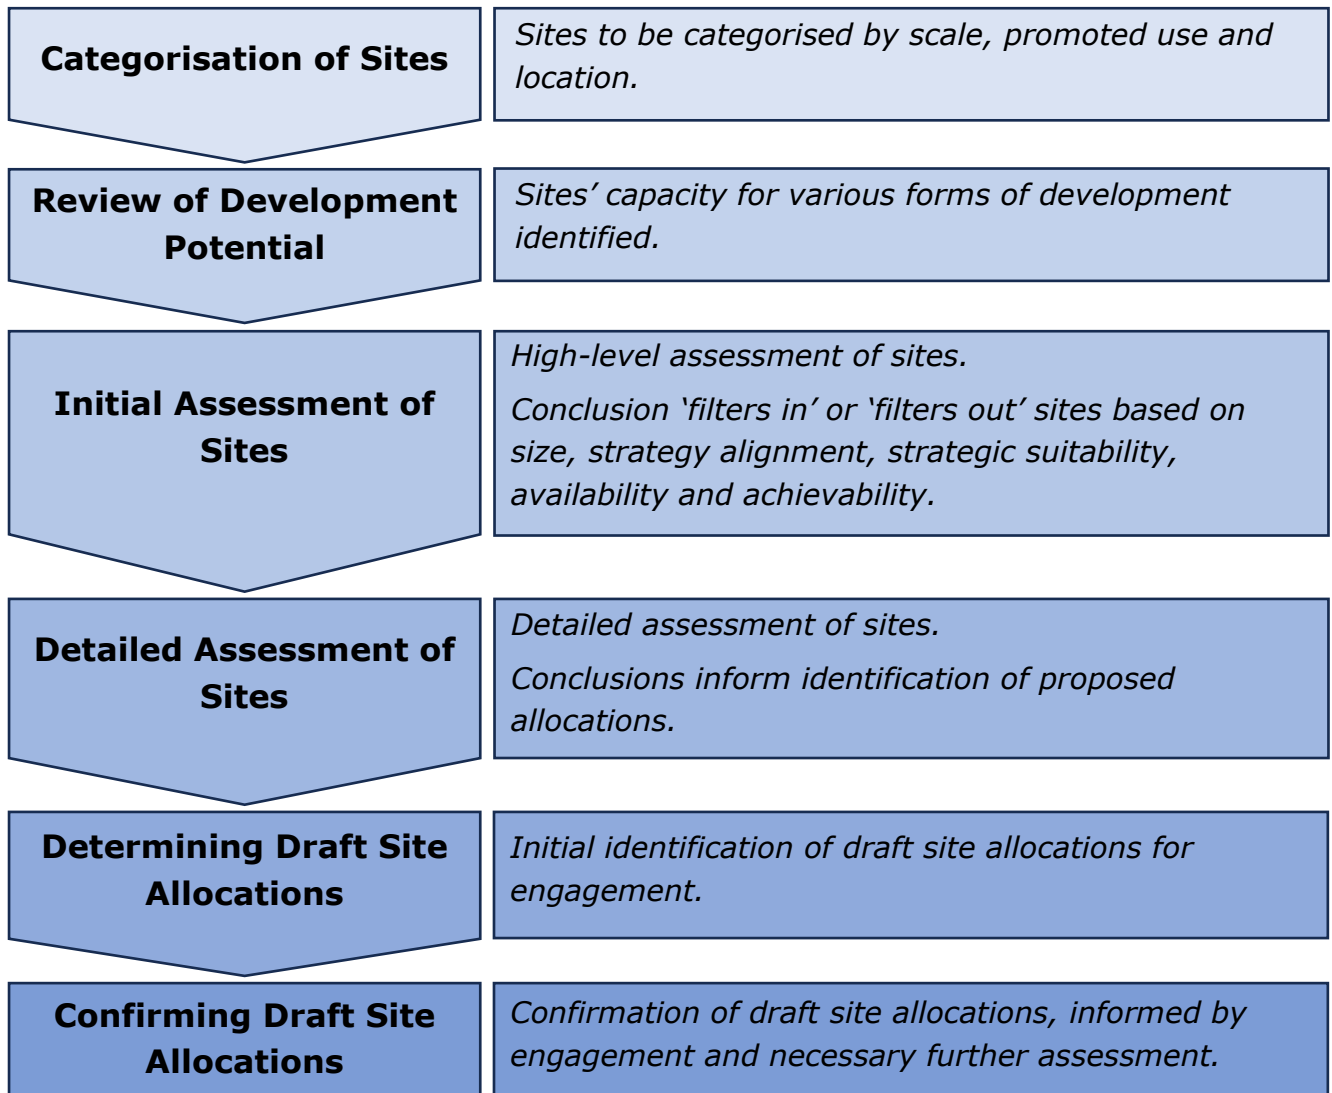 Categorisation of Sites
Sites to be categorised by scale, promoted use and
location.
Review of Development
Potential
Sites’ capacity for various forms of development
identified.
Initial Assessment of
Sites
High-level assessment of sites.
Conclusion ‘filters in’ or ‘filters out’ sites based on
size, strategy alignment, strategic suitability,
availability and achievability.
Detailed Assessment of
Sites
Detailed assessment of sites.
Conclusions inform identification of proposed
allocations.
Determining Draft Site
Allocations
Initial identification of draft site allocations for
engagement.
Confirming Draft Site
Allocations
Confirmation of draft site allocations, informed by
engagement and necessary further assessment.